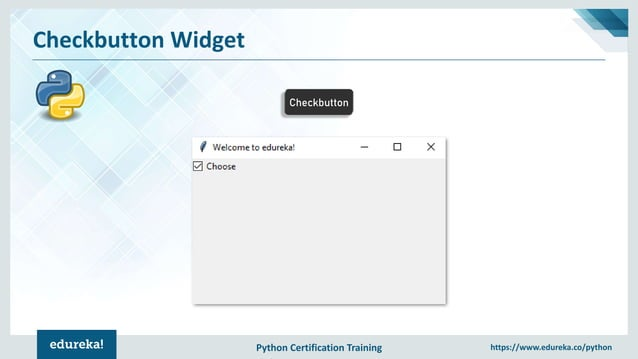 Checkbutton Widget
Checkbutton
Welcome to edureka!
Choose
edureka!
Python Certification Training
https://www.edureka.co/python